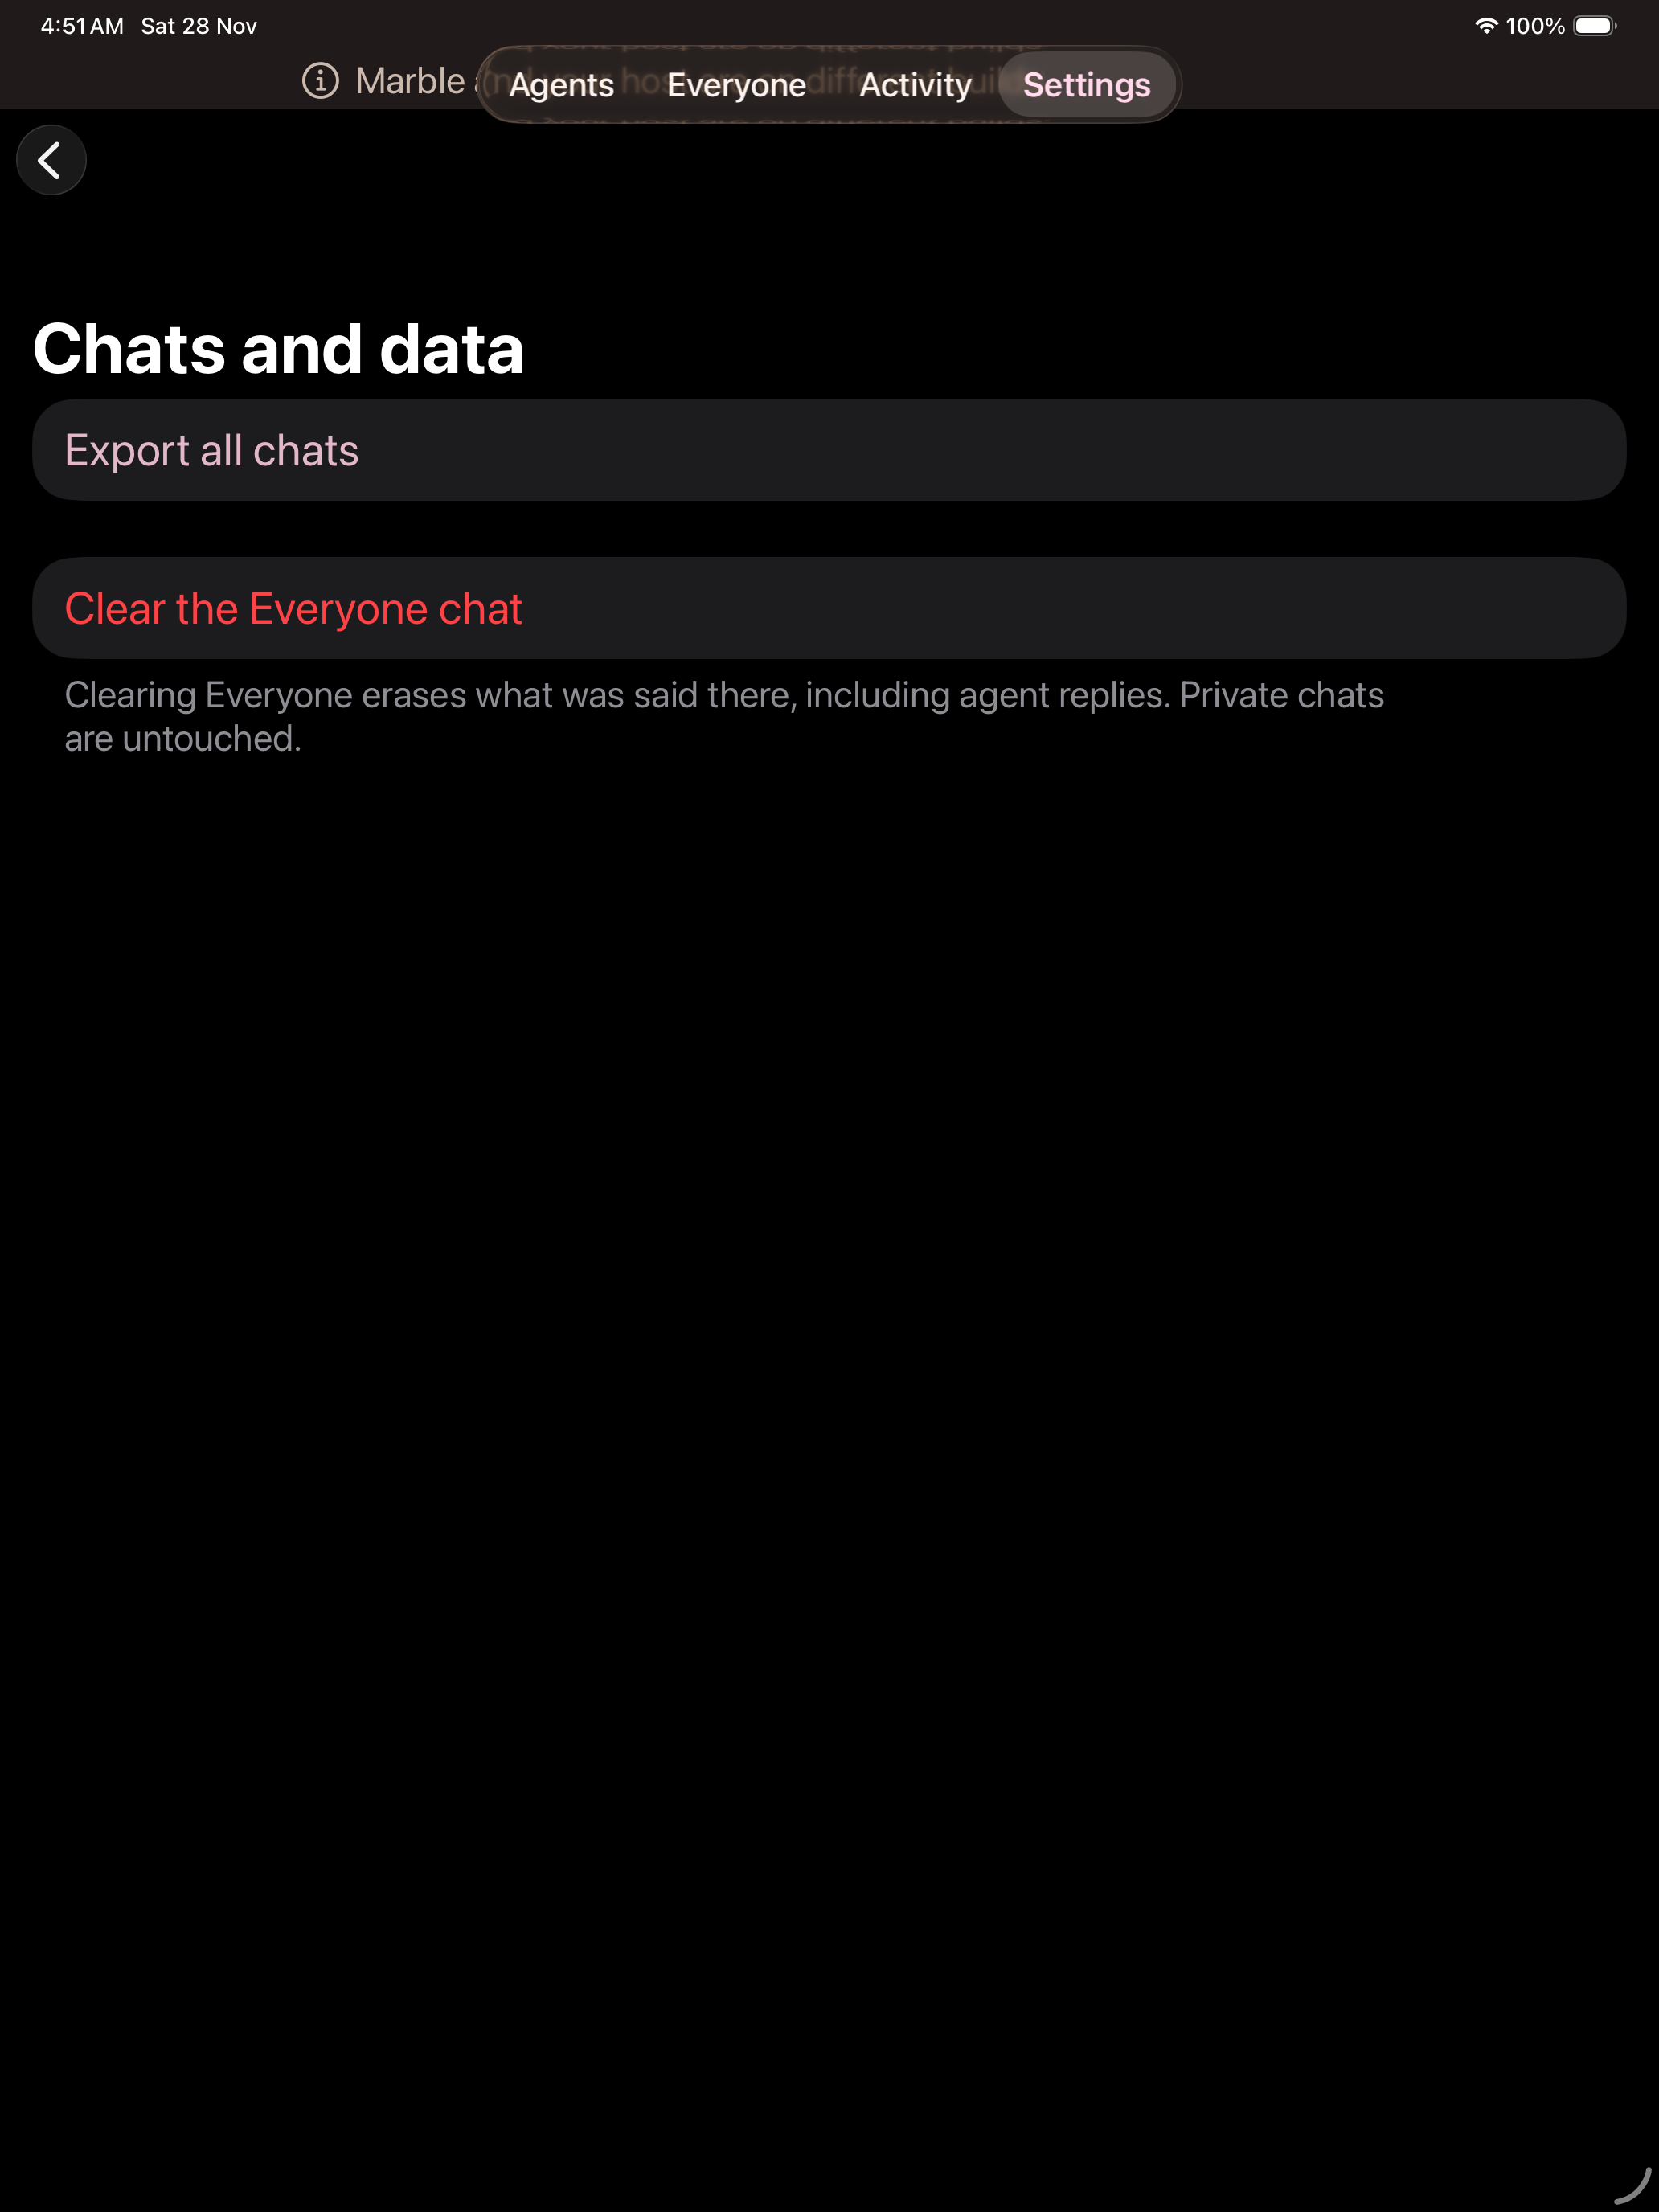 4:51 AM Sat 28 Nov
100%
Marble
Agents Everyone Activity Settings
Chats and data
Export all chats
Clear the Everyone chat
Clearing Everyone erases what was said there, including agent replies. Private chats
are untouched.